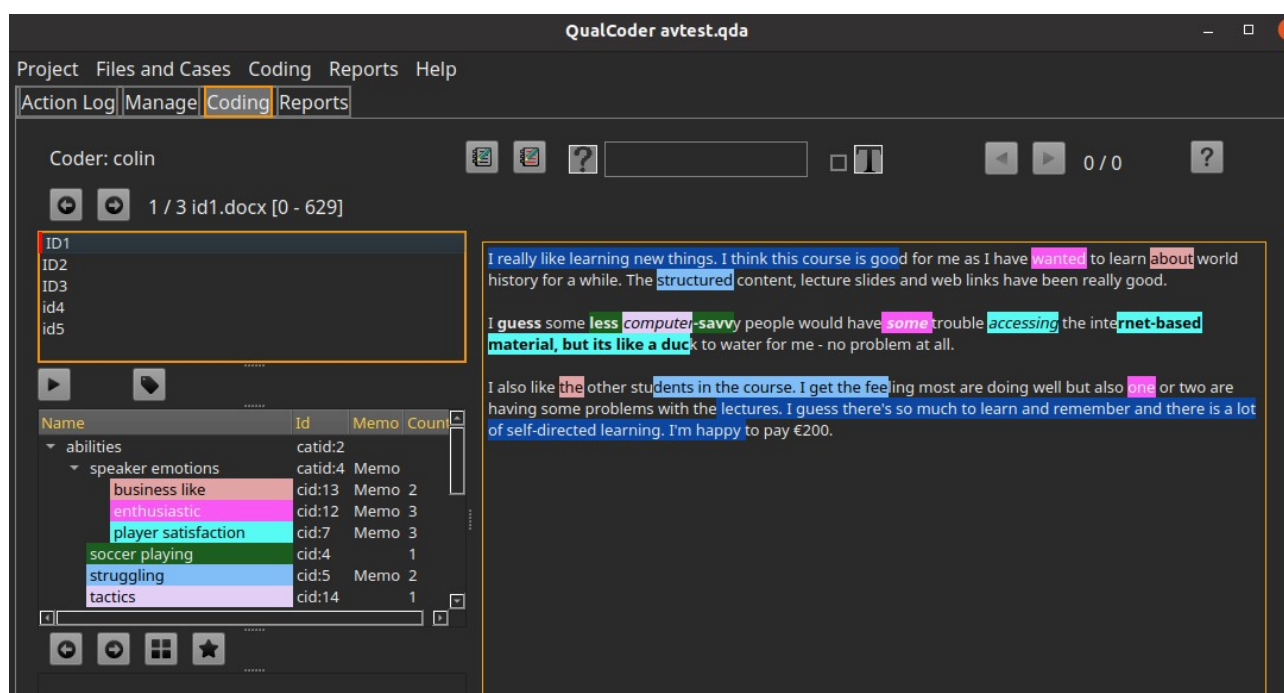 QualCoder avtest.qda
Project Files and Cases Coding Reports Help
Action Log Manage Coding Reports
Coder: colin
0 / 0
1 / 3 id1.docx [0 - 629]
ID1
ID2
ID3
id4
id5
Name Id Memo Count
abilities catid:2
speaker emotions catid:4 Memo
business like cid:13 Memo 2
enthusiastic cid:12 Memo 3
player satisfaction cid:7 Memo 3
soccer playing cid:4 1
struggling cid:5 Memo 2
tactics cid:14 1
I really like learning new things. I think this course is good for me as I have wanted to learn about world
history for a while. The structured content, lecture slides and web links have been really good.
I guess some less computer-savvy people would have some trouble accessing the internet-based
material, but its like a duck to water for me - no problem at all.
I also like the other students in the course. I get the feeling most are doing well but also one or two are
having some problems with the lectures. I guess there's so much to learn and remember and there is a lot
of self-directed learning. I'm happy to pay €200.